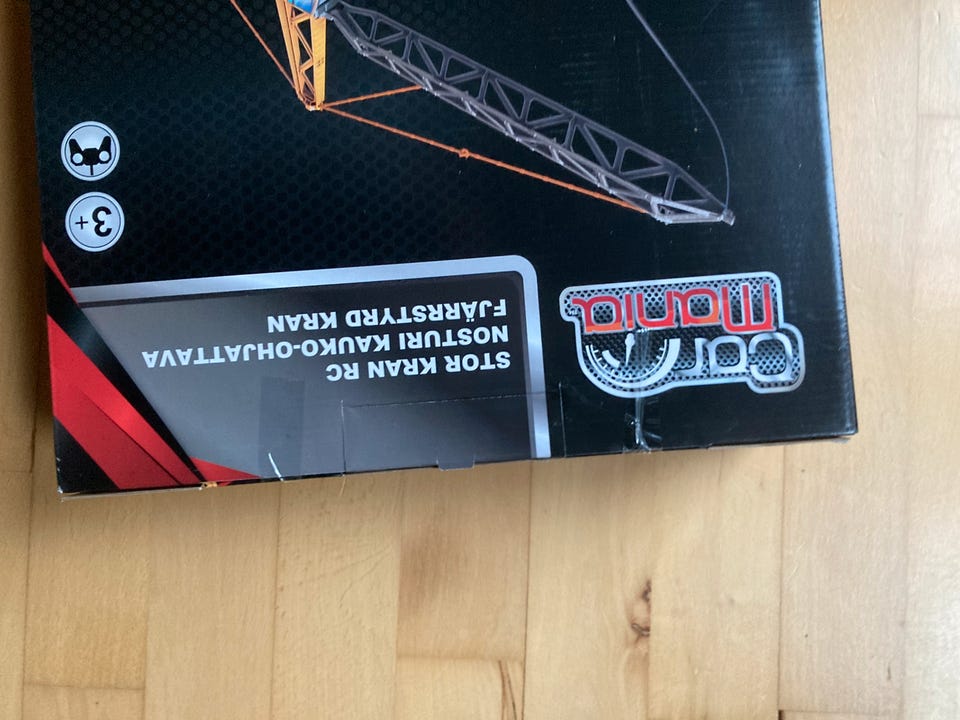 Car
Mania
STOR KRAN RC
NOSTURI KAUKO-OHJATTAVA
FJÄRRSTYRD KRAN
3+